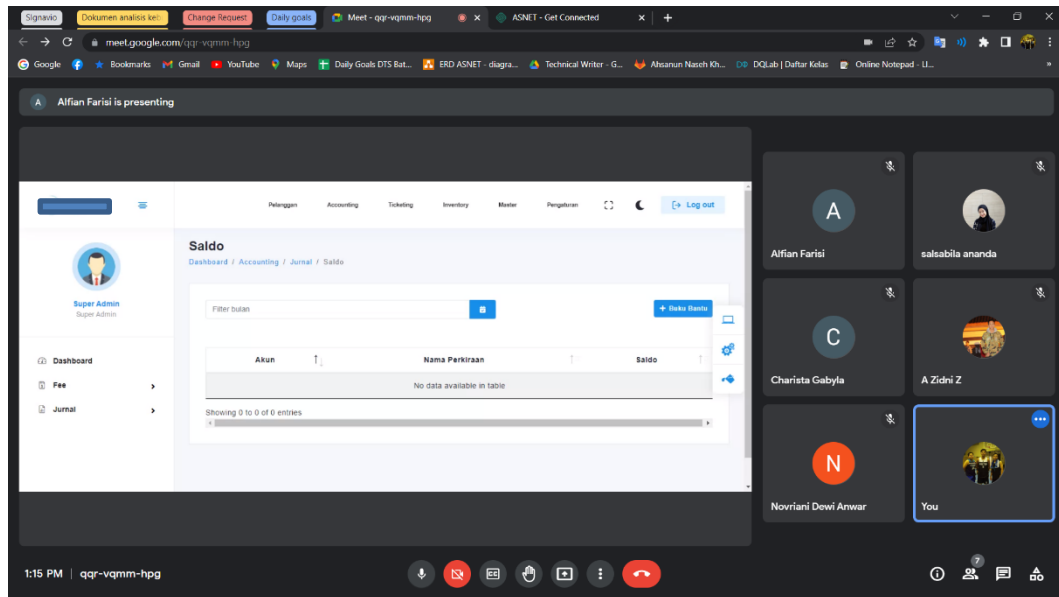 Signavio
Dokumen analisis keb
Change Request
Daily goals
Meet - qqr-vqmm-hpg
ASNET - Get Connected
meet.google.com/qqr-vqmm-hpg
Google
Bookmarks
Gmail
YouTube
Maps
Daily Goals DTS Bat...
ERD ASNET - diagra...
Technical Writer - G...
Ahsanun Naseh Kh...
DQLab | Daftar Kelas
Online Notepad - U...
A Alfian Farisi is presenting
Pelanggan Accounting Ticketing Inventory Master Pengaturan Log out
Super Admin
Super Admin
Dashboard
Fee
Jurnal
Saldo
Dashboard / Accounting / Jurnal / Saldo
Filter bulan
+ Buku Bantu
Akun Nama Perkiraan Saldo
No data available in table
Showing 0 to 0 of 0 entries
A
Alfian Farisi
salsabila ananda
C
Charista Gabyla
A Zidni Z
N
Novriani Dewi Anwar
You
1:15 PM | qqr-vqmm-hpg
CC
7